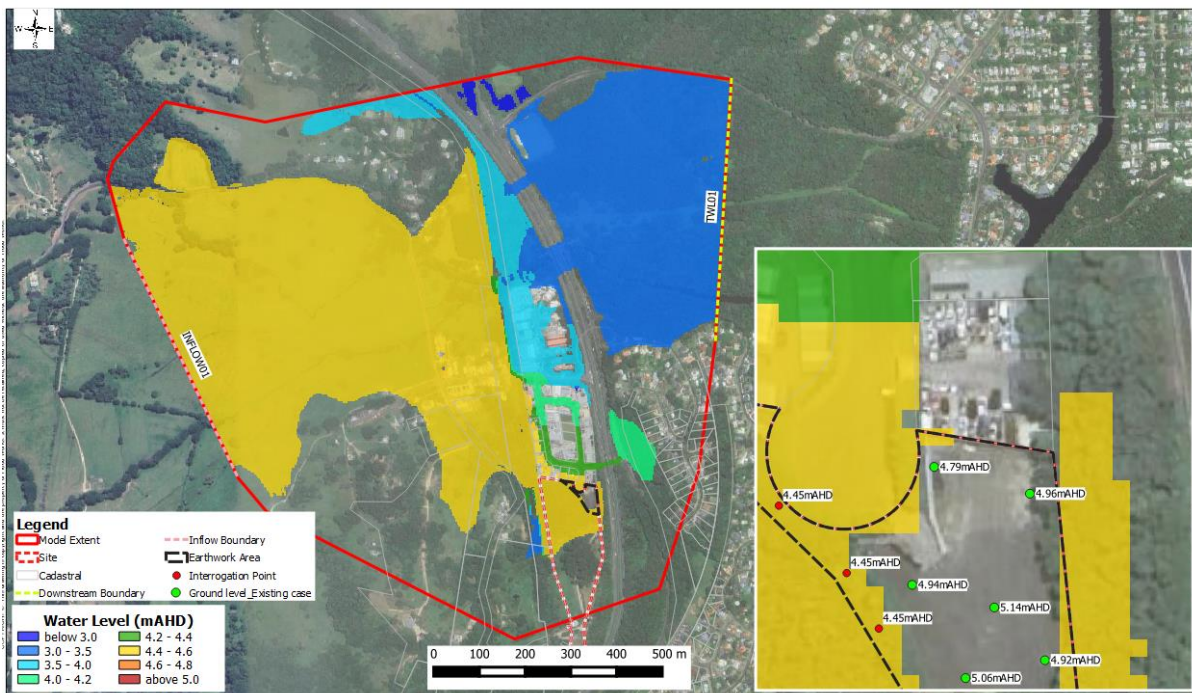 N
W E
S
TWL01
INFLOW01
4.79mAHD
4.96mAHD
4.45mAHD
4.45mAHD
4.94mAHD
5.14mAHD
4.45mAHD
4.92mAHD
5.06mAHD
Legend
Model Extent
Inflow Boundary
Site
Earthwork Area
Cadastral
Interrogation Point
Downstream Boundary
Ground level_Existing case
Water Level (mAHD)
below 3.0
4.2 - 4.4
3.0 - 3.5
4.4 - 4.6
3.5 - 4.0
4.6 - 4.8
4.0 - 4.2
above 5.0
0 100 200 300 400 500 m